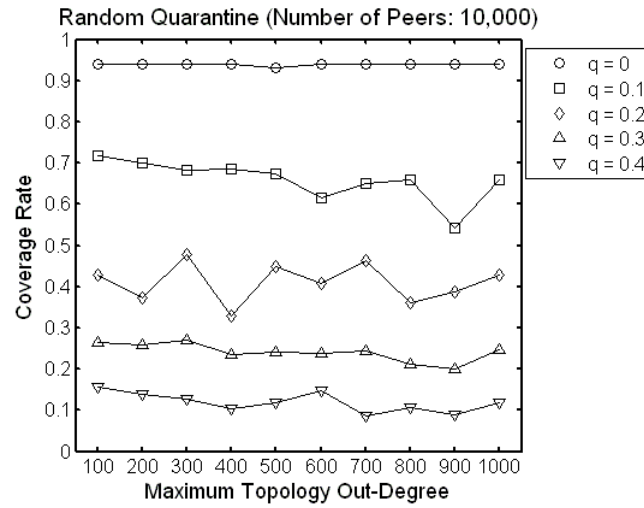 Random Quarantine (Number of Peers: 10,000)
1
0.9
0.8
0.7
0.6
0.5
0.4
0.3
0.2
0.1
0
Coverage Rate
100 200 300 400 500 600 700 800 900 1000
Maximum Topology Out-Degree
q = 0
q = 0.1
q = 0.2
q = 0.3
q = 0.4